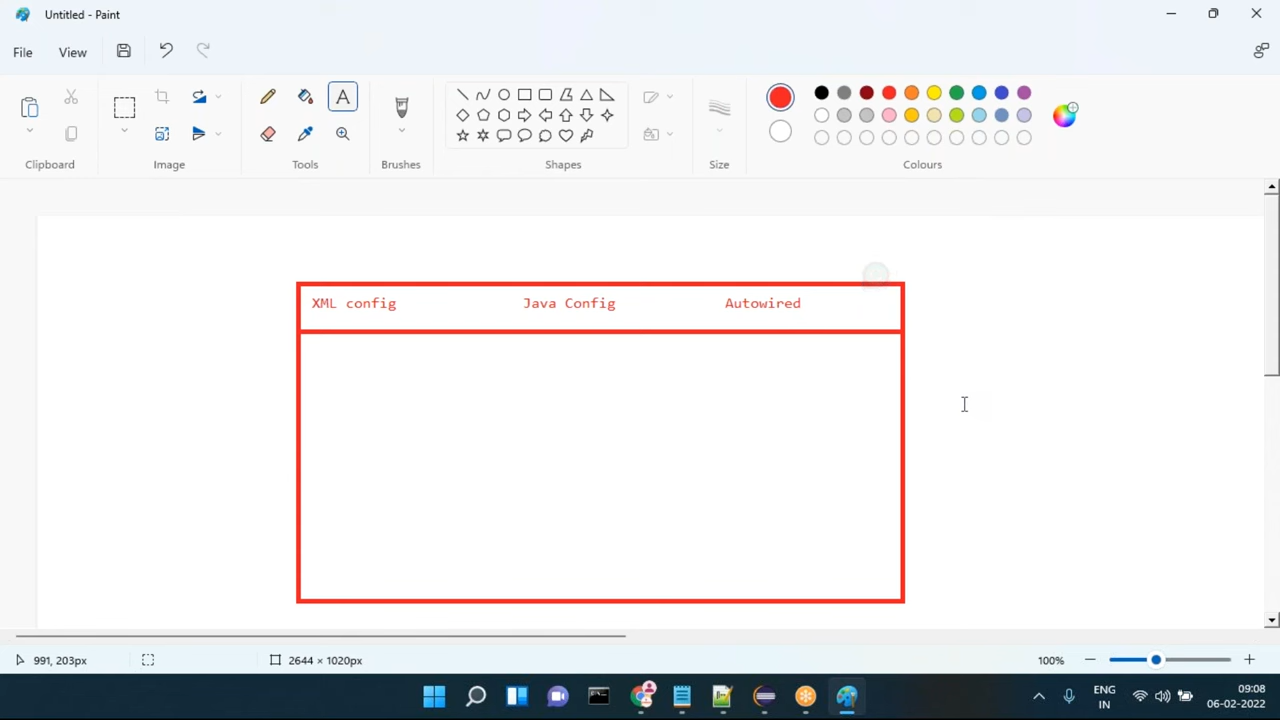 Untitled - Paint
File View
Clipboard Image Tools Brushes Shapes Size Colours
XML config Java Config Autowired
991, 203px 2644 × 1020px 100%
ENG 09:08
IN 06-02-2022